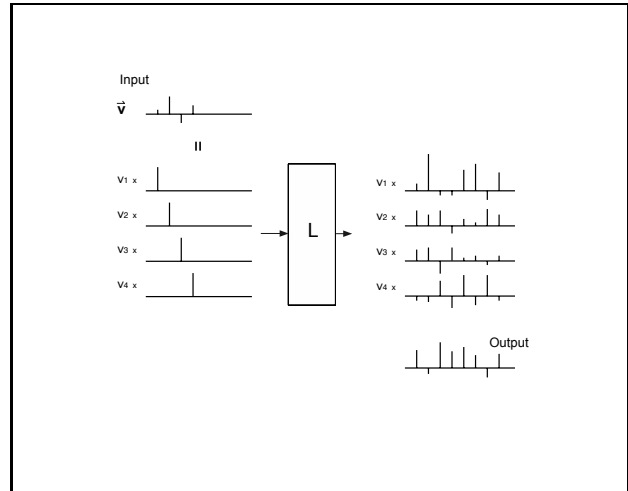 Input
v⃗
=
V1 x
V2 x
V3 x
V4 x
L
V1 x
V2 x
V3 x
V4 x
Output